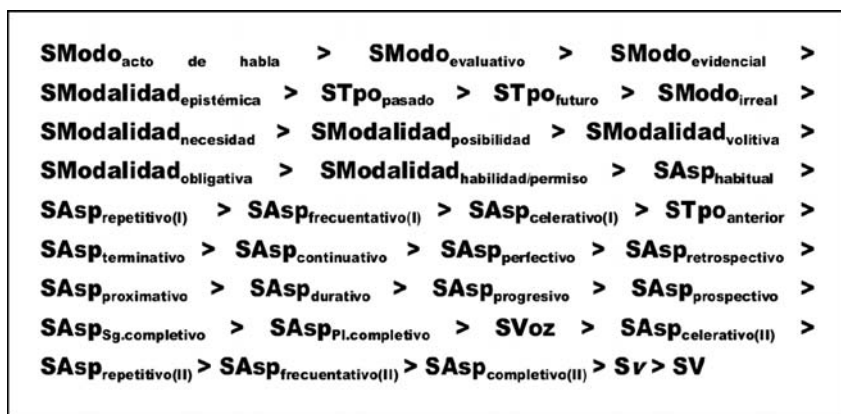 SModo acto de habla > SModo evaluativo > SModo evidencial >
SModalidad epistémica > STpo pasado > STpo futuro > SModo irreal >
SModalidad necesidad > SModalidad posibilidad > SModalidad volitiva >
SModalidad obligativa > SModalidad habilidad/permiso > SAsp habitual >
SAsp repetitivo(I) > SAsp frecuentativo(I) > SAsp celerativo(I) > STpo anterior >
SAsp terminativo > SAsp continuativo > SAsp perfectivo > SAsp retrospectivo >
SAsp proximativo > SAsp durativo > SAsp progresivo > SAsp prospectivo >
SAsp Sg.completivo > SAsp Pl.completivo > SVoz > SAsp celerativo(II) >
SAsp repetitivo(II) > SAsp frecuentativo(II) > SAsp completivo(II) > Sv > SV